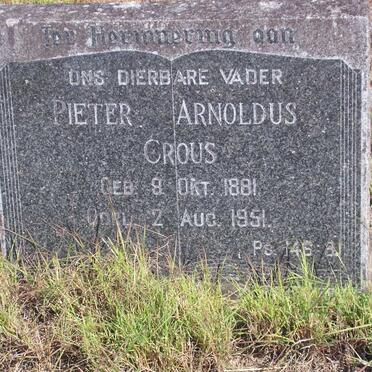 Ter Herinnering aan
ONS DIERBARE VADER
PIETER ARNOLDUS
CROUS
GEB. 9. OKT. 1881
OORL. 2 AUG. 1951.
PS. 146:8